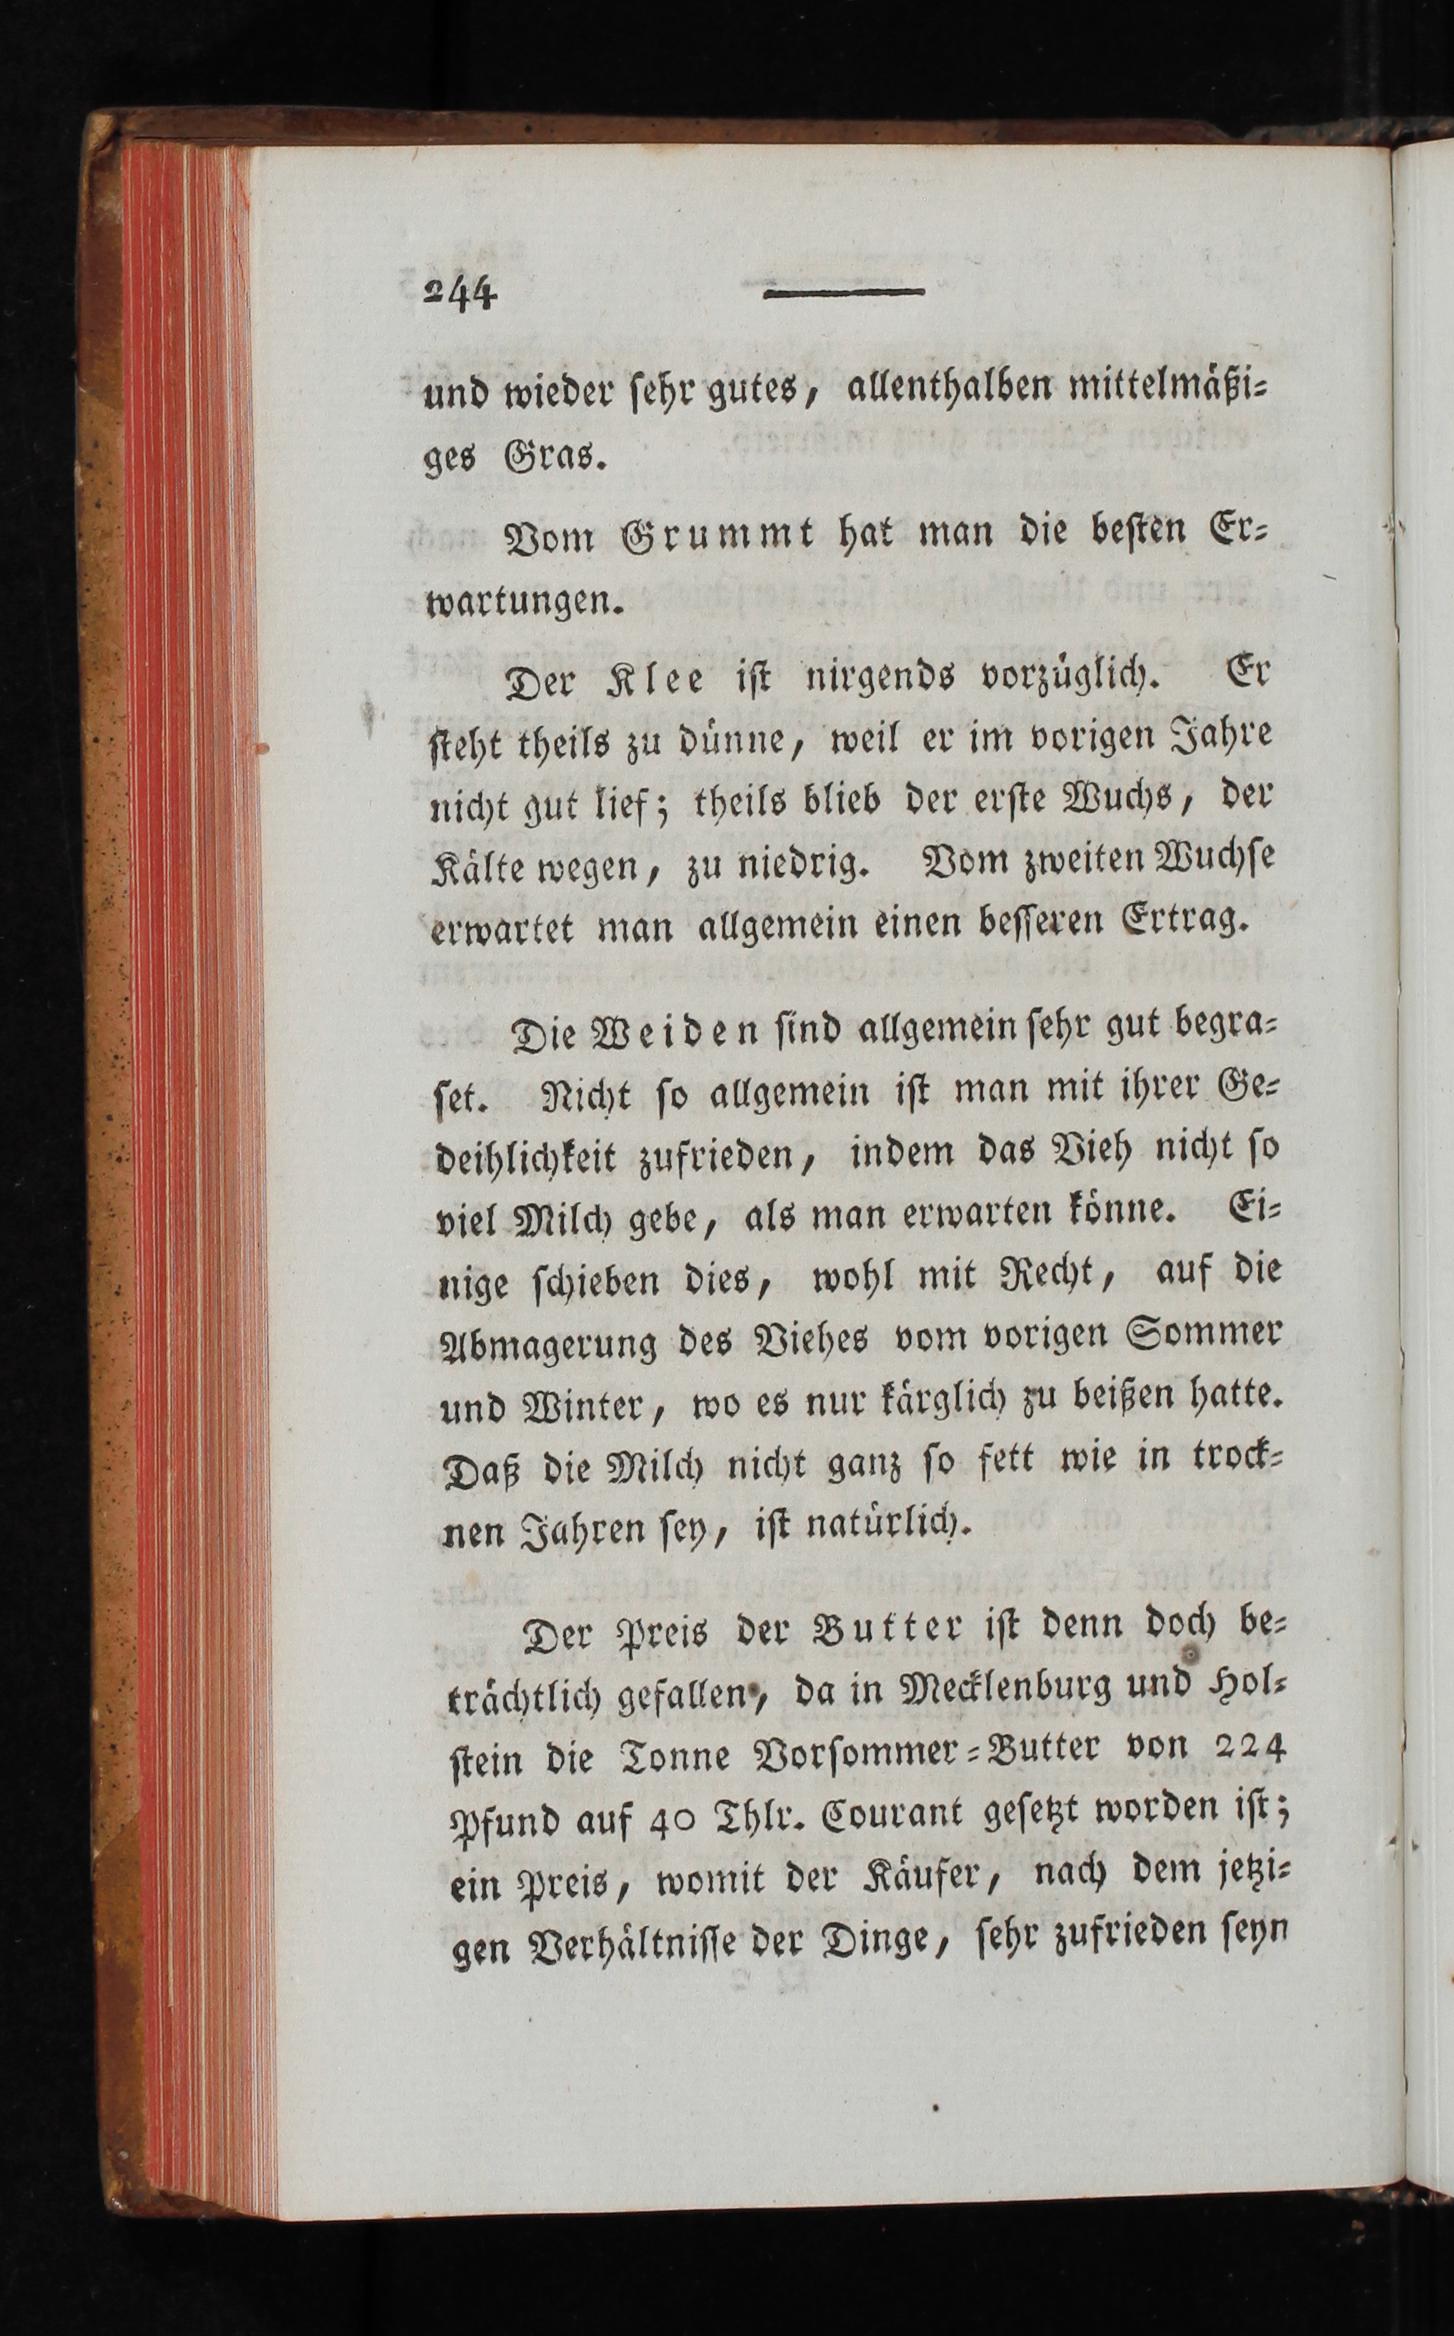 244
und wieder ſehr gutes, allenthalben mittelmäßi-
ges Gras.
Vom Grummt hat man die beſten Er-
wartungen.
Der Klee iſt nirgends vorzüglich. Er
ſteht theils zu dünne, weil er im vorigen Jahre
nicht gut lief; theils blieb der erſte Wuchs, der
Kälte wegen, zu niedrig. Vom zweiten Wuchſe
erwartet man allgemein einen beſſeren Ertrag.
Die Weiden ſind allgemein ſehr gut begra-
ſet. Nicht ſo allgemein iſt man mit ihrer Ge-
deihlichkeit zufrieden, indem das Vieh nicht ſo
viel Milch gebe, als man erwarten könne. Ei-
nige ſchieben dies, wohl mit Recht, auf die
Abmagerung des Viehes vom vorigen Sommer
und Winter, wo es nur kärglich zu beißen hatte.
Daß die Milch nicht ganz ſo fett wie in trock-
nen Jahren ſey, iſt natürlich.
Der Preis der Butter iſt denn doch be-
trächtlich gefallen, da in Mecklenburg und Hol-
ſtein die Tonne Vorſommer-Butter von 224
Pfund auf 40 Thlr. Courant geſetzt worden iſt;
ein Preis, womit der Käufer, nach dem jetzi-
gen Verhältniſſe der Dinge, ſehr zufrieden ſeyn